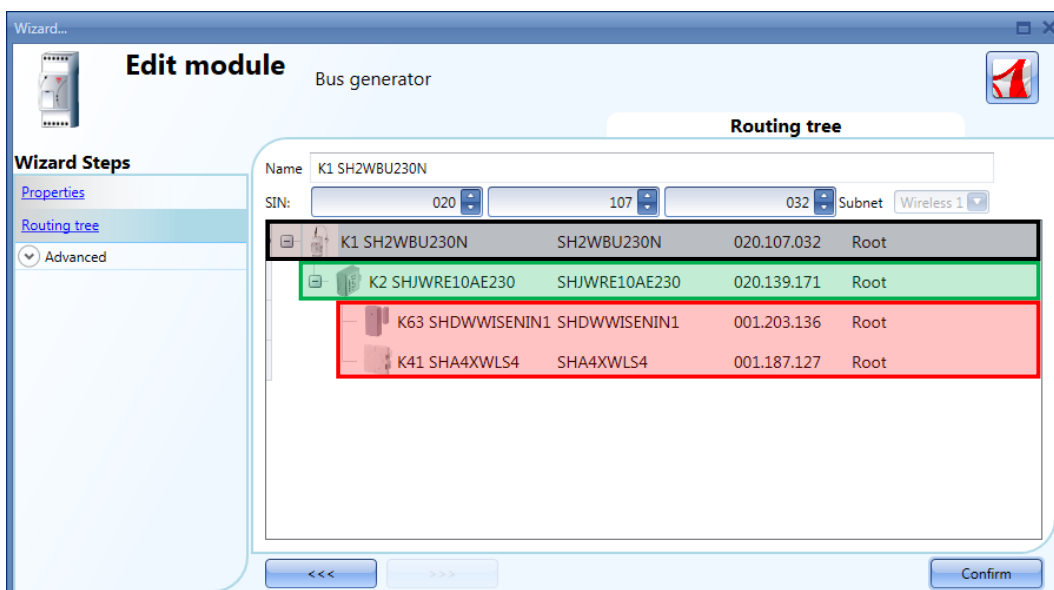 Wizard...
Edit module
Bus generator
Routing tree
Wizard Steps
Properties
Routing tree
Advanced
Name K1 SH2WBU230N
SIN: 020 107 032 Subnet Wireless 1
K1 SH2WBU230N SH2WBU230N 020.107.032 Root
K2 SHJWRE10AE230 SHJWRE10AE230 020.139.171 Root
K63 SHDWWISENIN1 SHDWWISENIN1 001.203.136 Root
K41 SHA4XWLS4 SHA4XWLS4 001.187.127 Root
<<< >>> Confirm